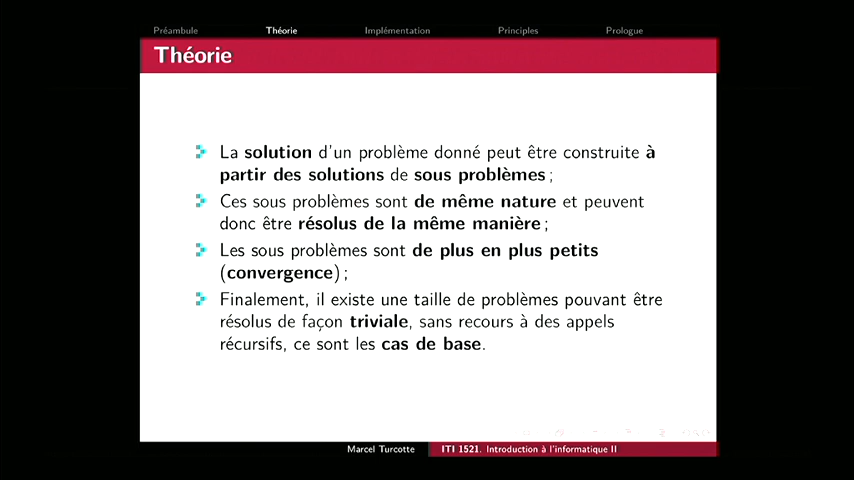 Préambule Théorie Implémentation Principles Prologue
Théorie
La solution d'un problème donné peut être construite à
partir des solutions de sous problèmes ;
Ces sous problèmes sont de même nature et peuvent
donc être résolus de la même manière ;
Les sous problèmes sont de plus en plus petits
(convergence) ;
Finalement, il existe une taille de problèmes pouvant être
résolus de façon triviale, sans recours à des appels
récursifs, ce sont les cas de base.
Marcel Turcotte ITI 1521. Introduction à l'informatique II